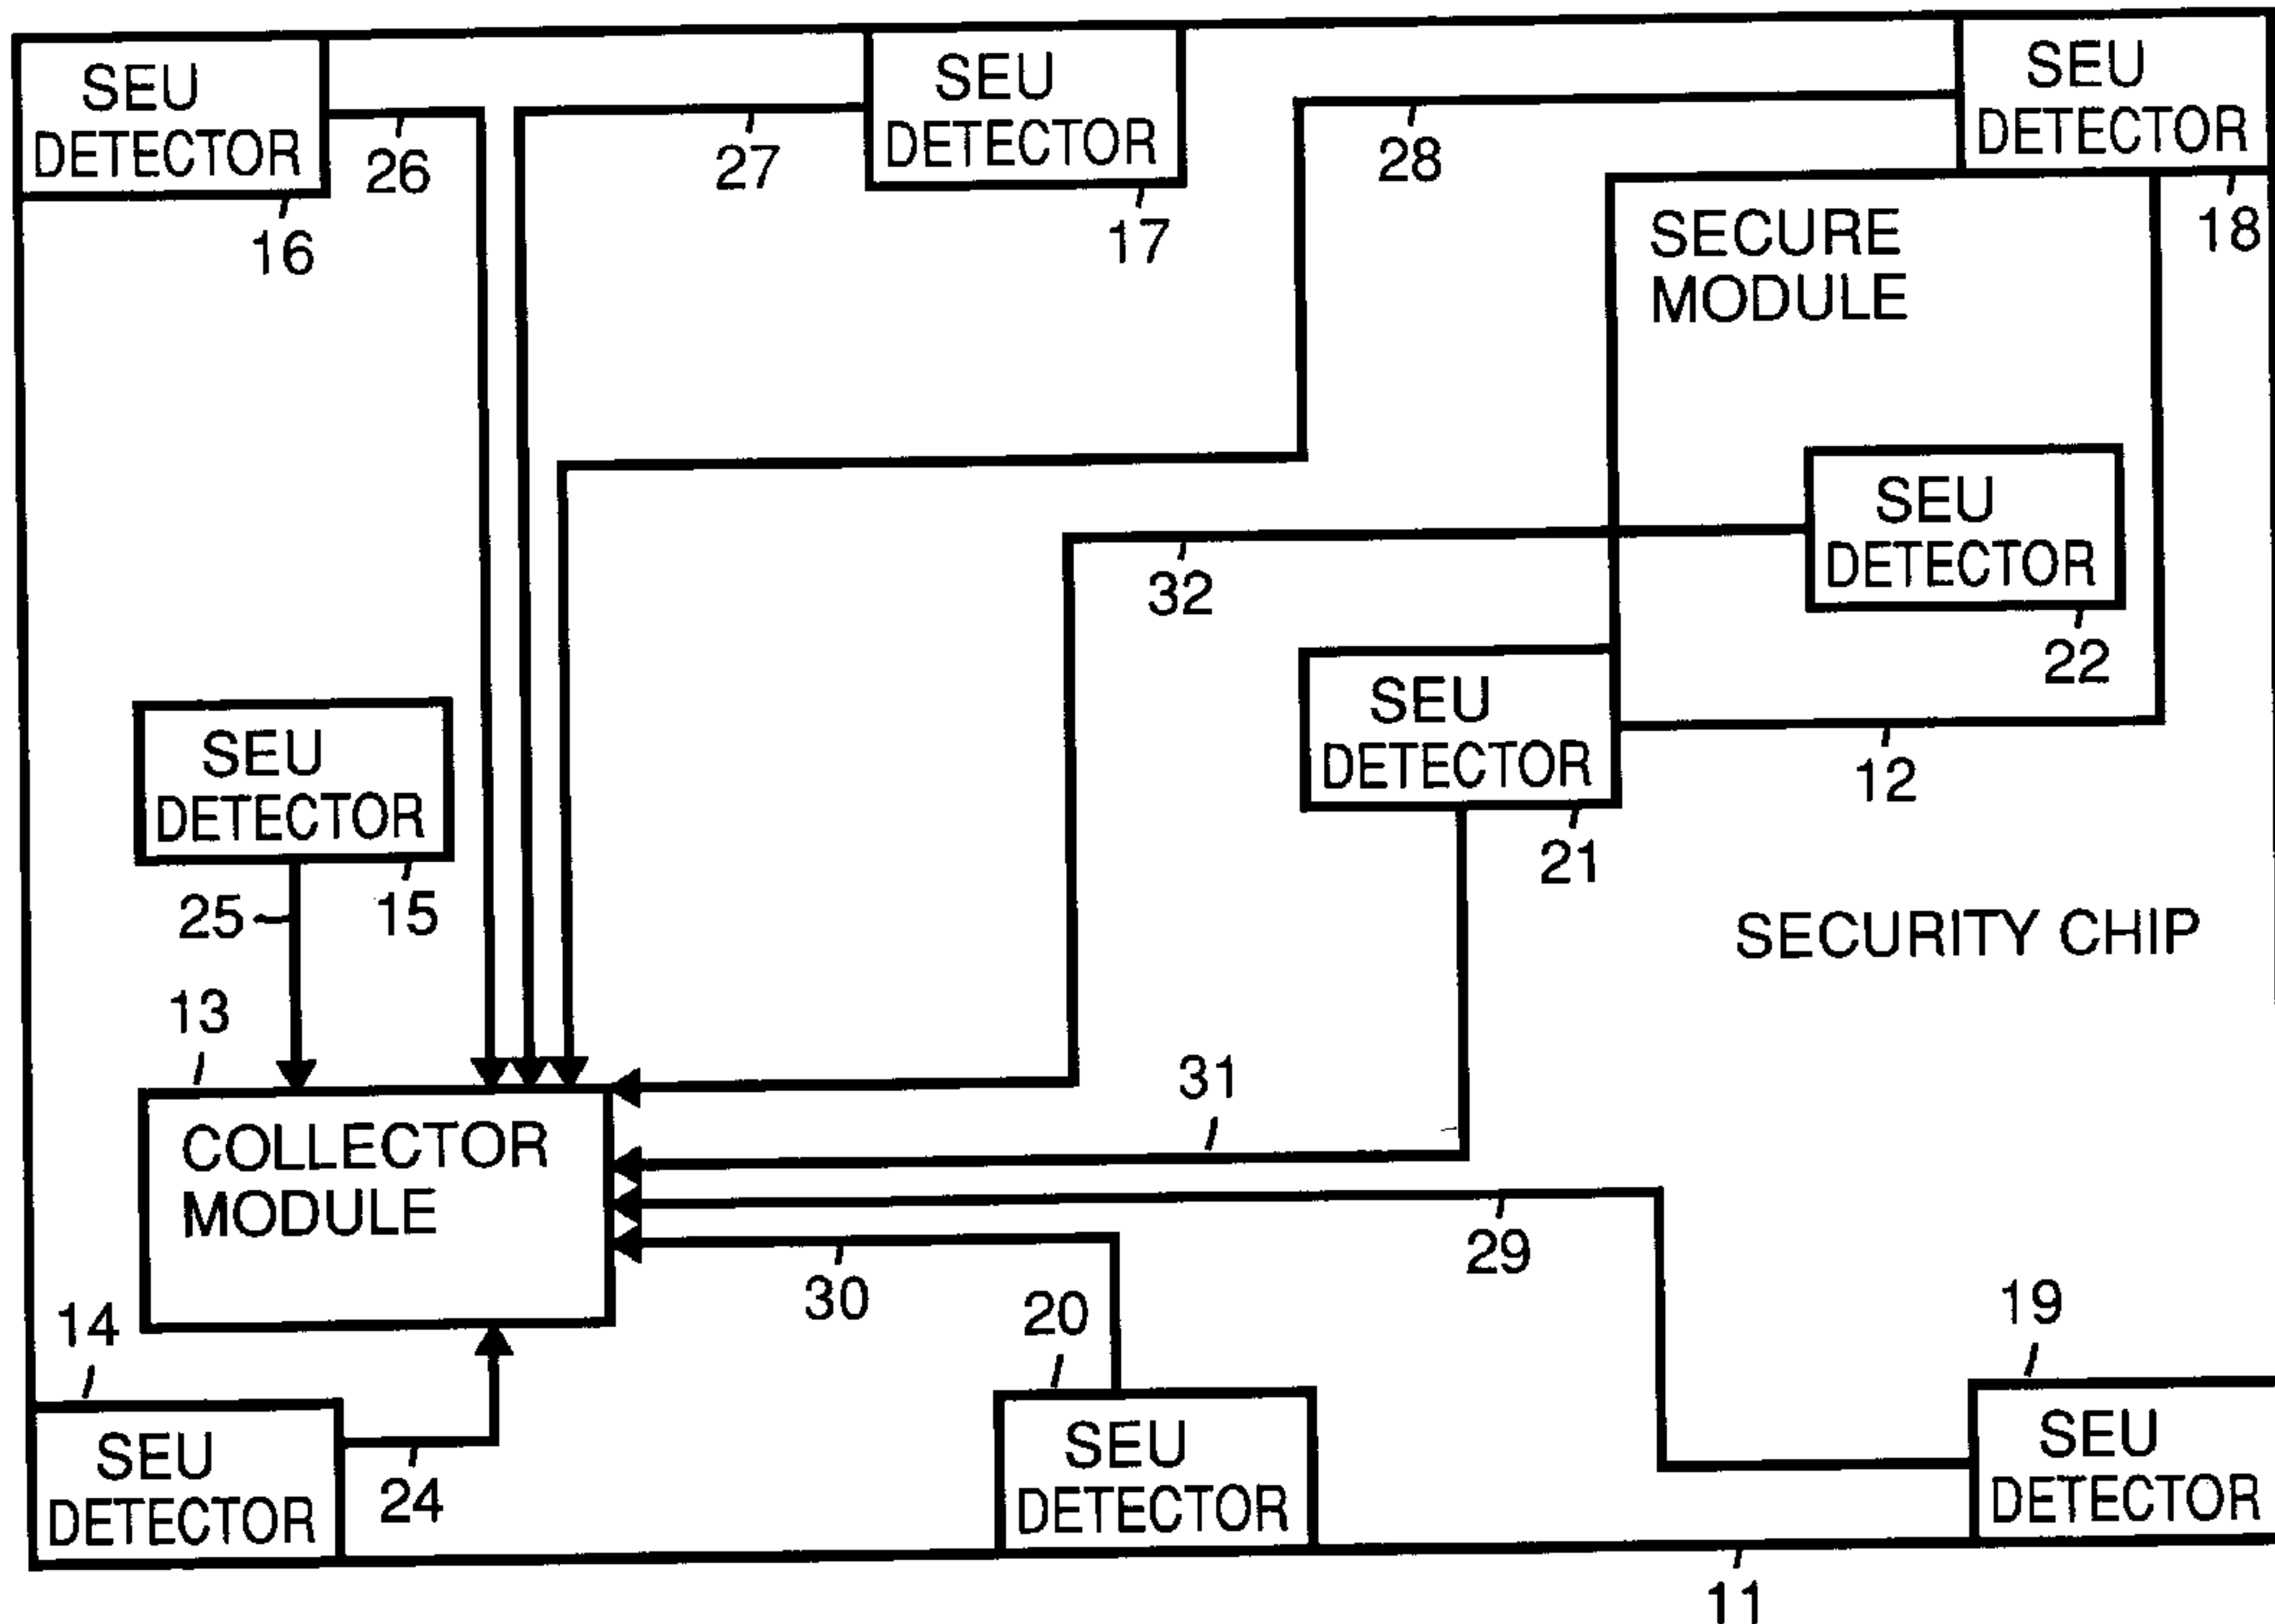 SEU
DETECTOR
16
26
27
SEU
DETECTOR
17
28
SEU
DETECTOR
18
SECURE
MODULE
32
SEU
DETECTOR
22
SEU
DETECTOR
21
12
SEU
DETECTOR
15
25
SECURITY CHIP
13
COLLECTOR
MODULE
31
29
30
14
SEU
DETECTOR
24
20
SEU
DETECTOR
19
SEU
DETECTOR
11